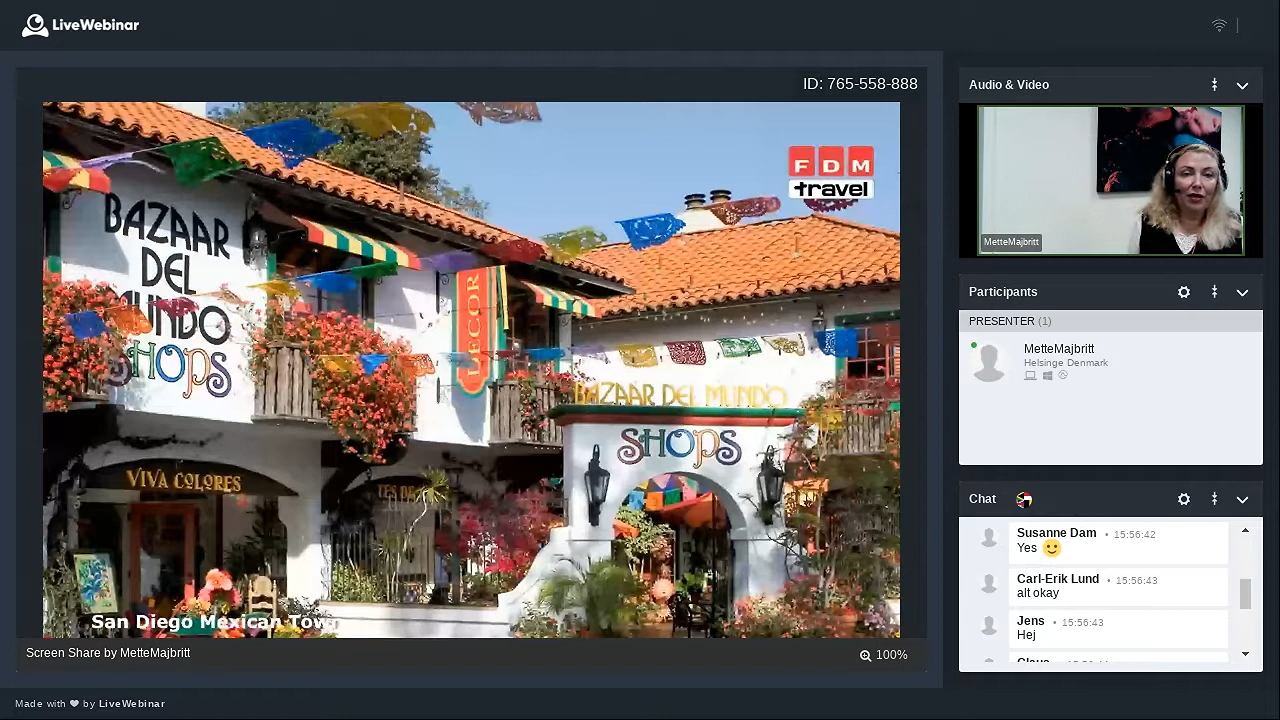 LiveWebinar
ID: 765-558-888
FDM
travel
BAZAAR
DEL
MUNDO
SHOPS
DECOR
BAZAAR DEL MUNDO
SHOPS
VIVA COLORES
San Diego Mexican Town
Screen Share by MetteMajbritt
100%
Audio & Video
MetteMajbritt
Participants
PRESENTER (1)
MetteMajbritt
Helsinge Denmark
Chat
Susanne Dam • 15:56:42
Yes 🙂
Carl-Erik Lund • 15:56:43
alt okay
Jens • 15:56:43
Hej
Made with ❤ by LiveWebinar